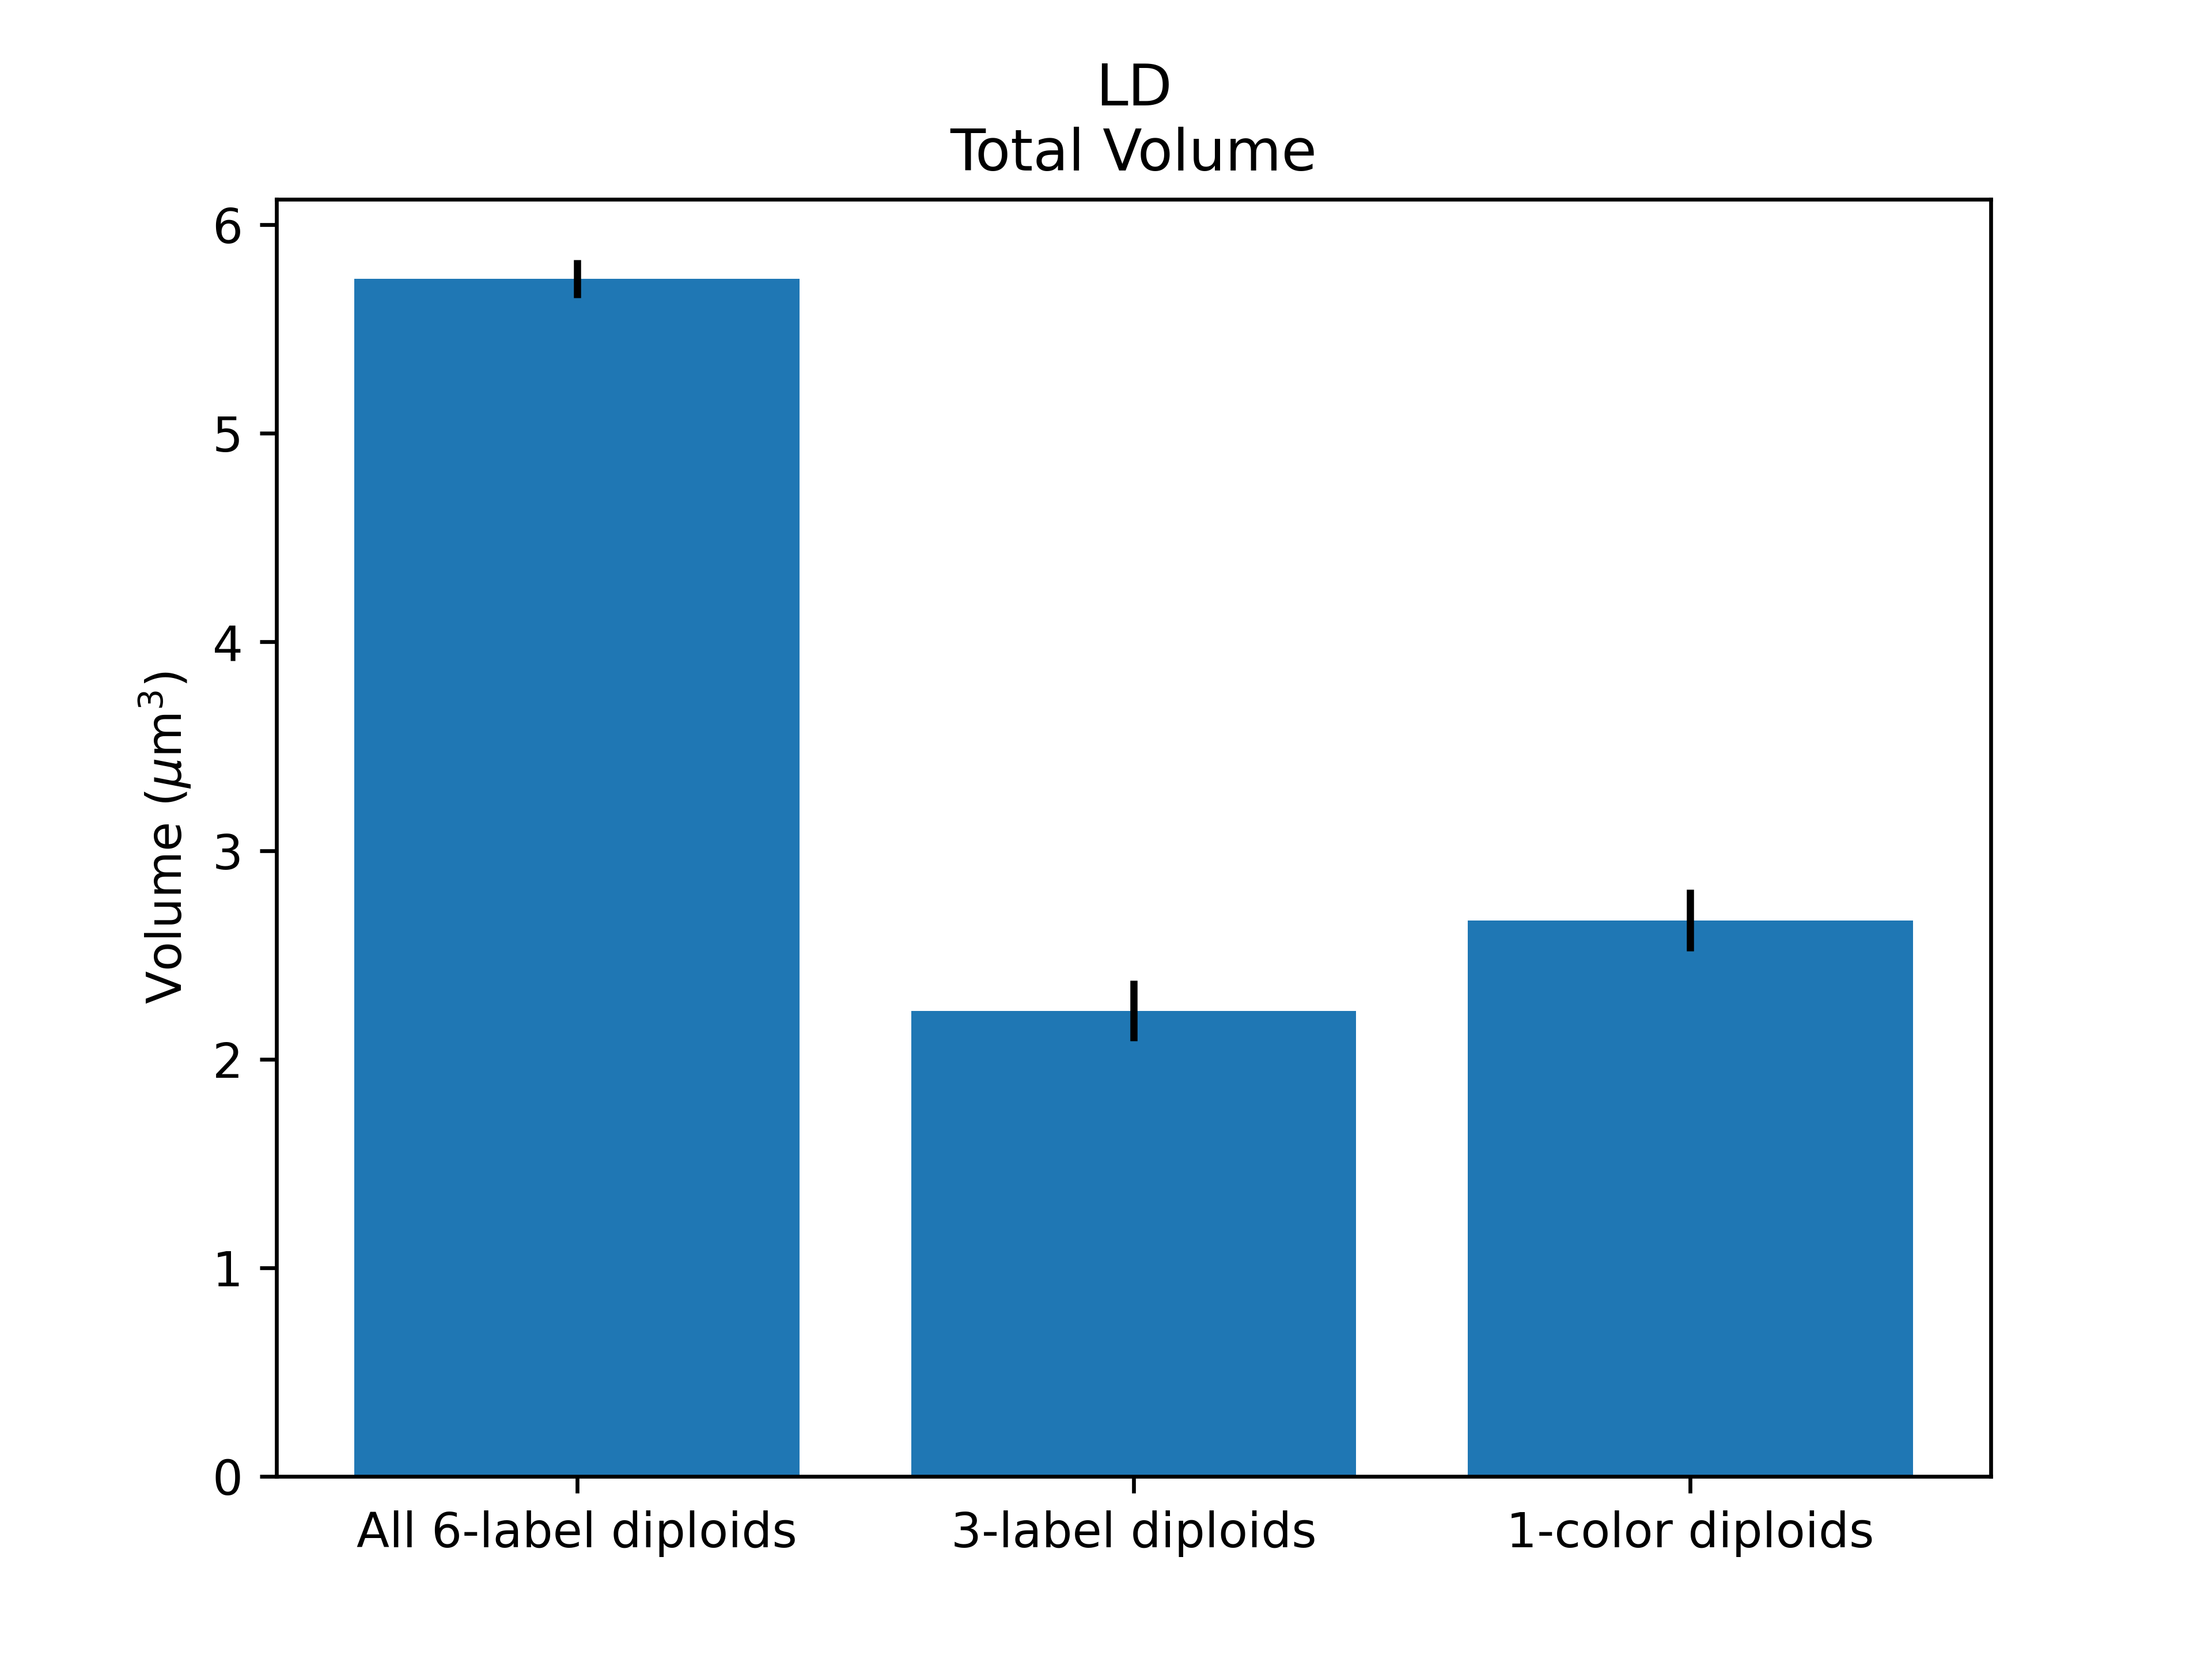 LD
Total Volume
Volume (μm³)
6
5
4
3
2
1
0
All 6-label diploids
3-label diploids
1-color diploids